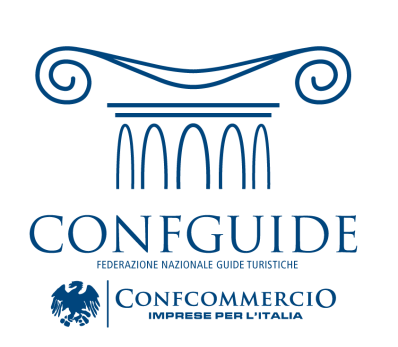 CONFGUIDE
FEDERAZIONE NAZIONALE GUIDE TURISTICHE
CONFCOMMERCIO
IMPRESE PER L'ITALIA